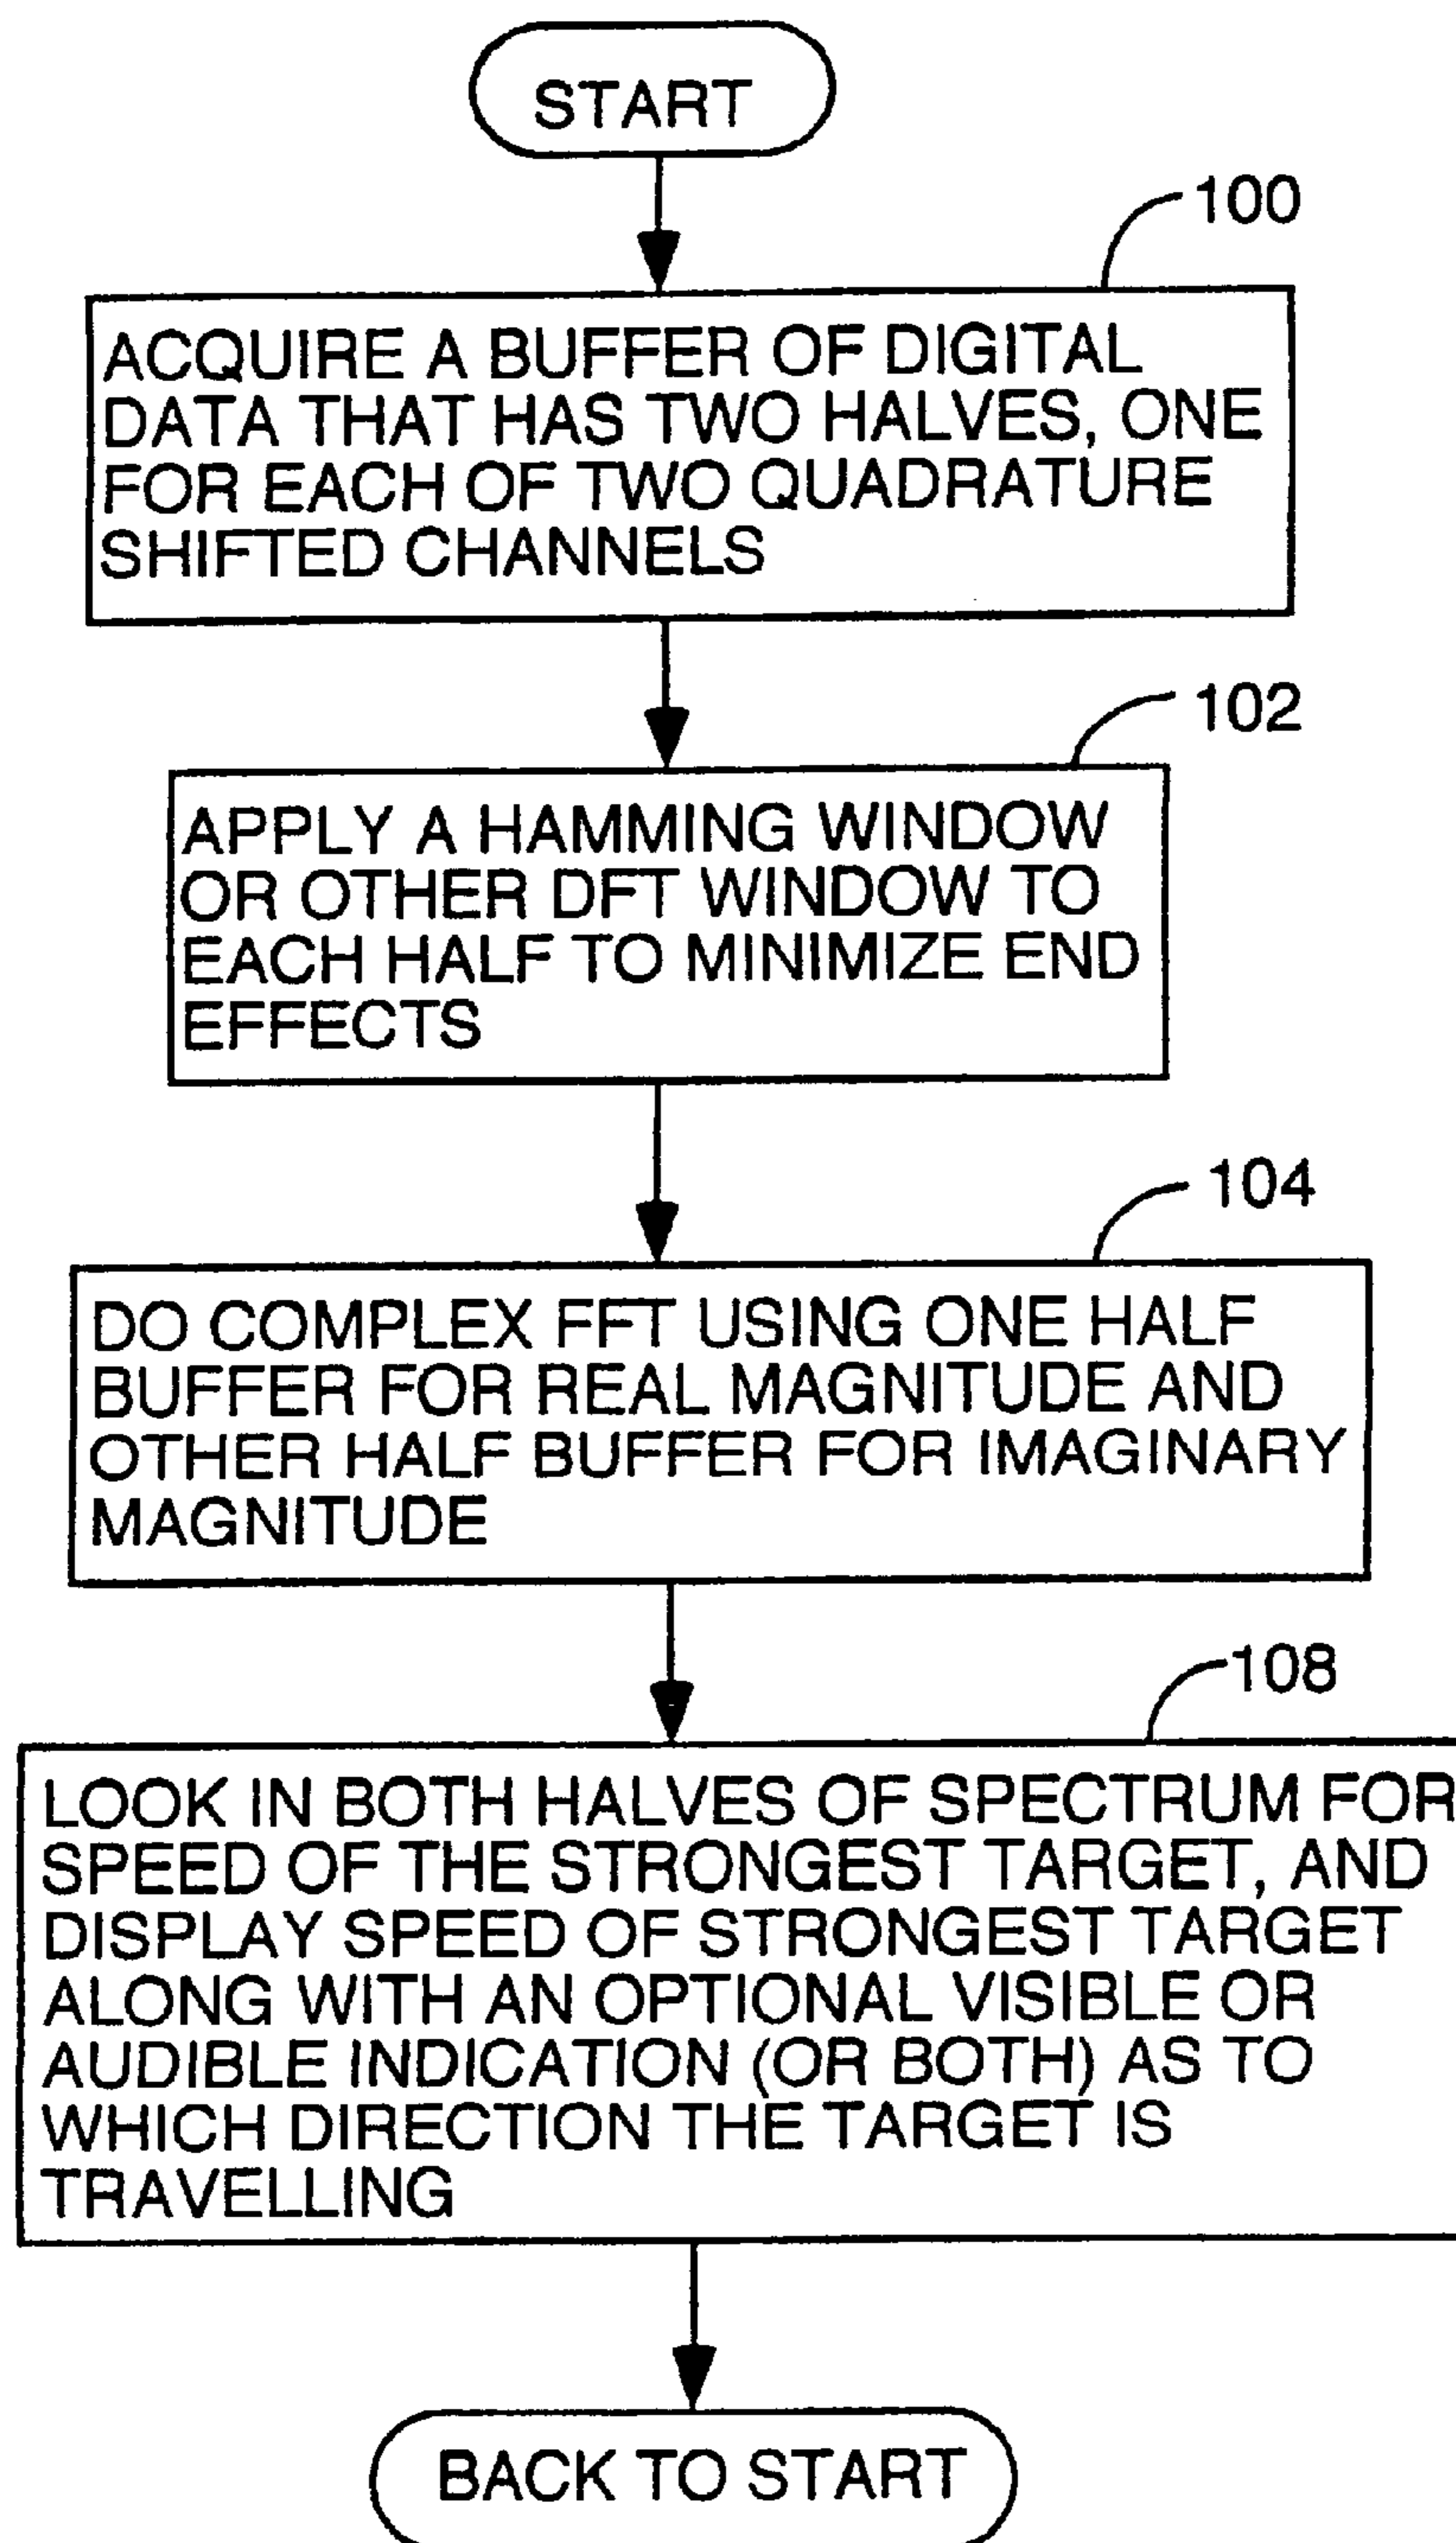 START
100
ACQUIRE A BUFFER OF DIGITAL
DATA THAT HAS TWO HALVES, ONE
FOR EACH OF TWO QUADRATURE
SHIFTED CHANNELS
102
APPLY A HAMMING WINDOW
OR OTHER DFT WINDOW TO
EACH HALF TO MINIMIZE END
EFFECTS
104
DO COMPLEX FFT USING ONE HALF
BUFFER FOR REAL MAGNITUDE AND
OTHER HALF BUFFER FOR IMAGINARY
MAGNITUDE
108
LOOK IN BOTH HALVES OF SPECTRUM FOR
SPEED OF THE STRONGEST TARGET, AND
DISPLAY SPEED OF STRONGEST TARGET
ALONG WITH AN OPTIONAL VISIBLE OR
AUDIBLE INDICATION (OR BOTH) AS TO
WHICH DIRECTION THE TARGET IS
TRAVELLING
BACK TO START